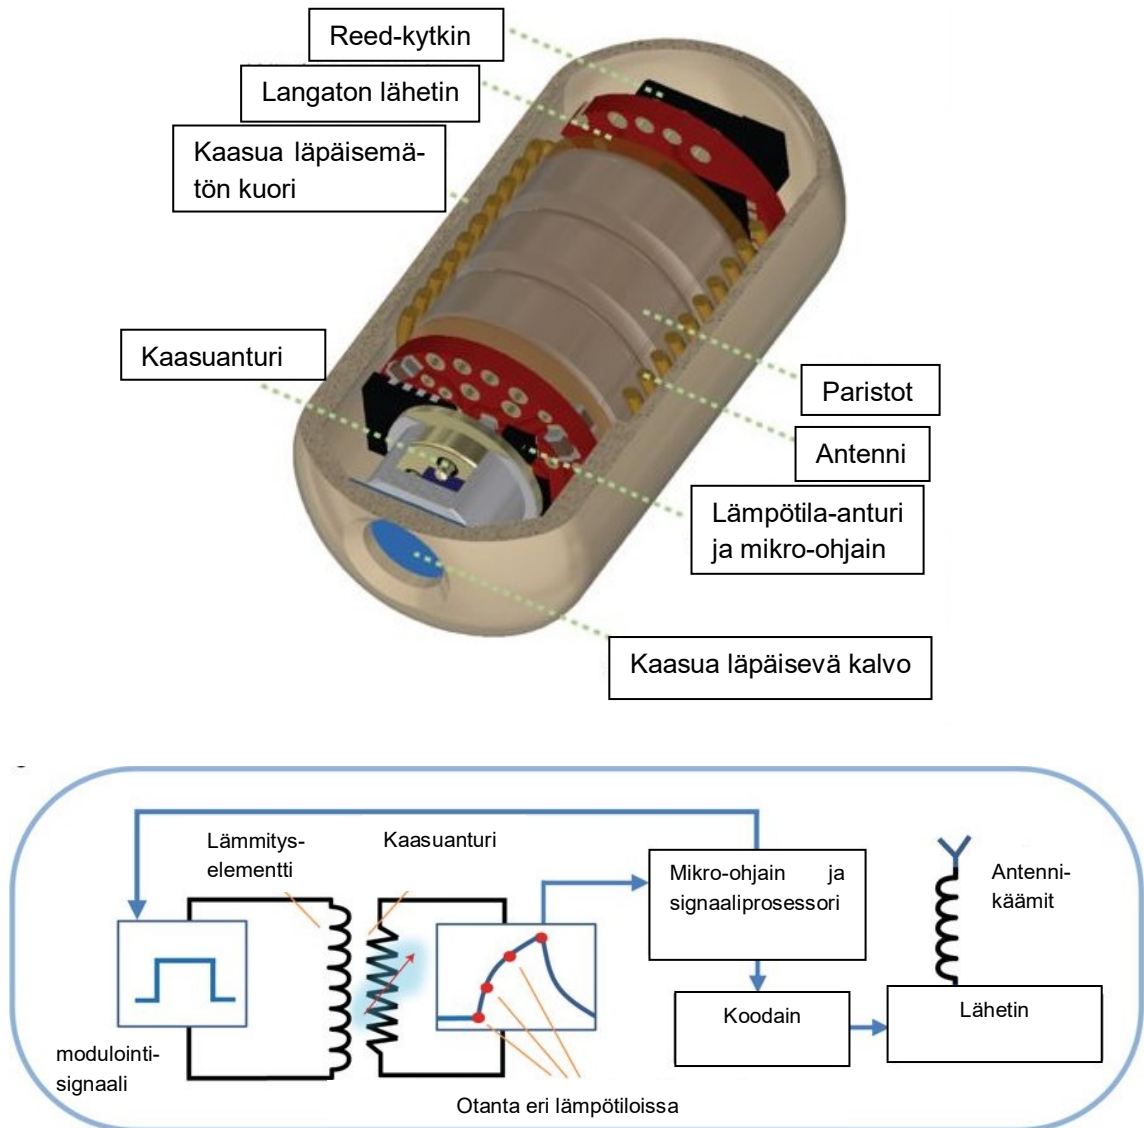 Reed-kytkin
Langaton lähetin
Kaasua läpäisemä-
tön kuori
Kaasuanturi
Paristot
Antenni
Lämpötila-anturi
ja mikro-ohjain
Kaasua läpäisevä kalvo
Lämmitys-
elementti
Kaasuanturi
Mikro-ohjain ja
signaaliprosessori
Antenni-
käämit
Koodain
Lähetin
modulointi-
signaali
Otanta eri lämpötiloissa